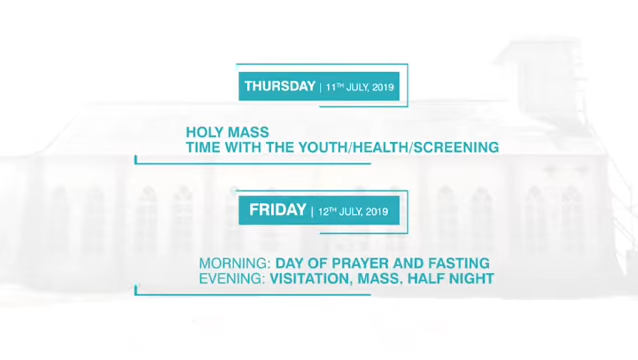 THURSDAY | 11TH JULY, 2019
HOLY MASS
TIME WITH THE YOUTH/HEALTH/SCREENING
FRIDAY | 12TH JULY, 2019
MORNING: DAY OF PRAYER AND FASTING
EVENING: VISITATION, MASS. HALF NIGHT